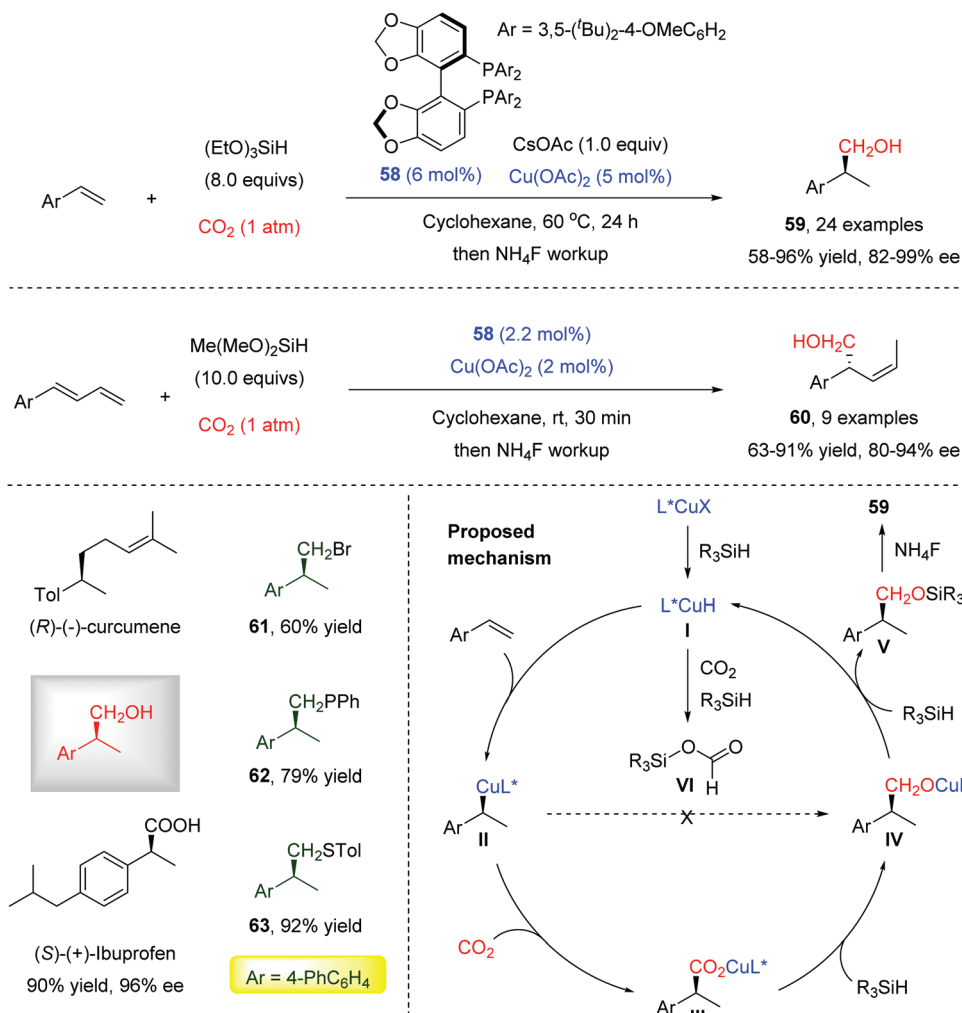 Ar = 3,5-(ᵗBu)₂-4-OMeC₆H₂
O
O
PAr₂
PAr₂
O
O
(EtO)₃SiH
(8.0 equivs)
CO₂ (1 atm)
Ar
+
58 (6 mol%)
CsOAc (1.0 equiv)
Cu(OAc)₂ (5 mol%)
Cyclohexane, 60 °C, 24 h
then NH₄F workup
CH₂OH
Ar
59, 24 examples
58-96% yield, 82-99% ee
Me(MeO)₂SiH
(10.0 equivs)
CO₂ (1 atm)
Ar
+
58 (2.2 mol%)
Cu(OAc)₂ (2 mol%)
Cyclohexane, rt, 30 min
then NH₄F workup
HOH₂C
Ar
60, 9 examples
63-91% yield, 80-94% ee
Tol
(R)-(-)-curcumene
CH₂Br
Ar
61, 60% yield
CH₂OH
Ar
CH₂PPh
Ar
62, 79% yield
COOH
(S)-(+)-Ibuprofen
90% yield, 96% ee
CH₂STol
Ar
63, 92% yield
Ar = 4-PhC₆H₄
Proposed
mechanism
L*CuX
R₃SiH
L*CuH
I
CO₂
R₃SiH
R₃Si
O
O
H
VI
59
NH₄F
CH₂OSiR₃
Ar
V
R₃SiH
Ar
CuL*
Ar
II
X
CH₂OCuL
Ar
IV
CO₂
CO₂CuL*
Ar
III
R₃SiH